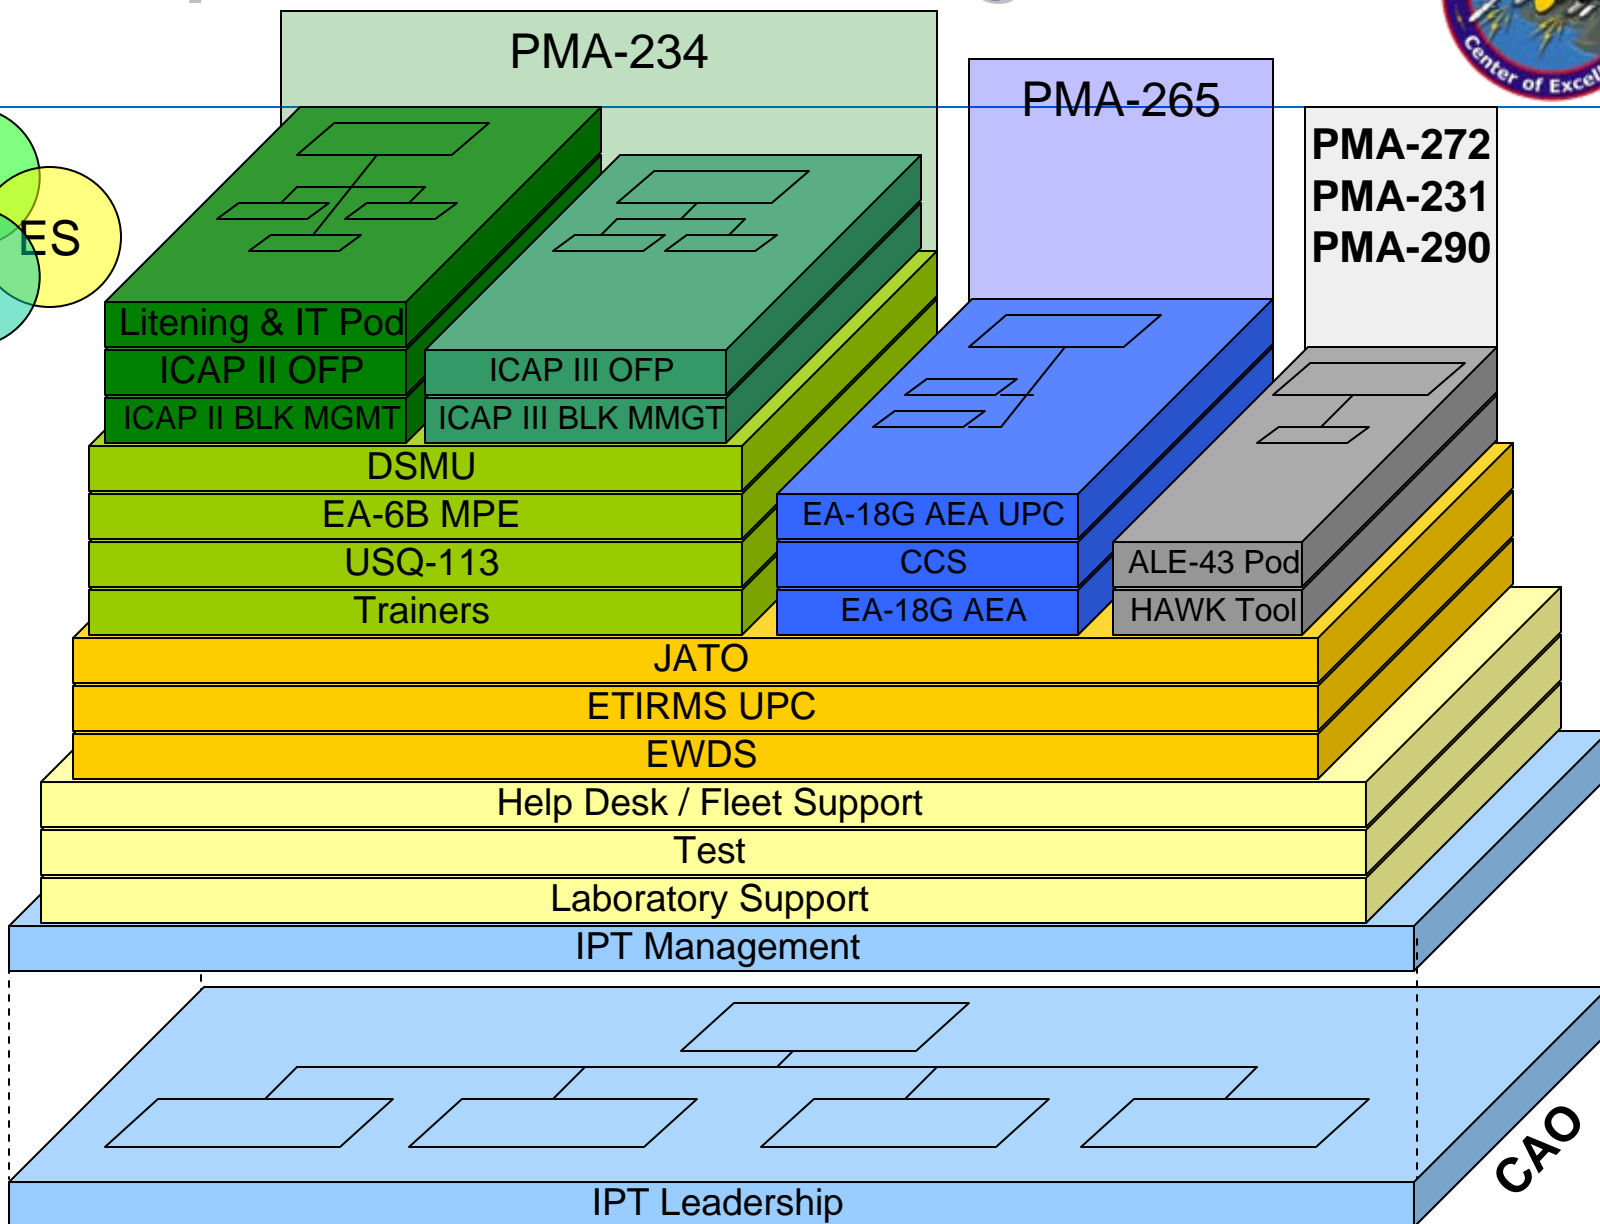 PMA-234
PMA-265
PMA-272
PMA-231
PMA-290
Center of Excell
ES
Litening & IT Pod
ICAP II OFP
ICAP II BLK MGMT
ICAP III OFP
ICAP III BLK MMGT
DSMU
EA-6B MPE
USQ-113
Trainers
EA-18G AEA UPC
CCS
EA-18G AEA
ALE-43 Pod
HAWK Tool
JATO
ETIRMS UPC
EWDS
Help Desk / Fleet Support
Test
Laboratory Support
IPT Management
IPT Leadership
CAO